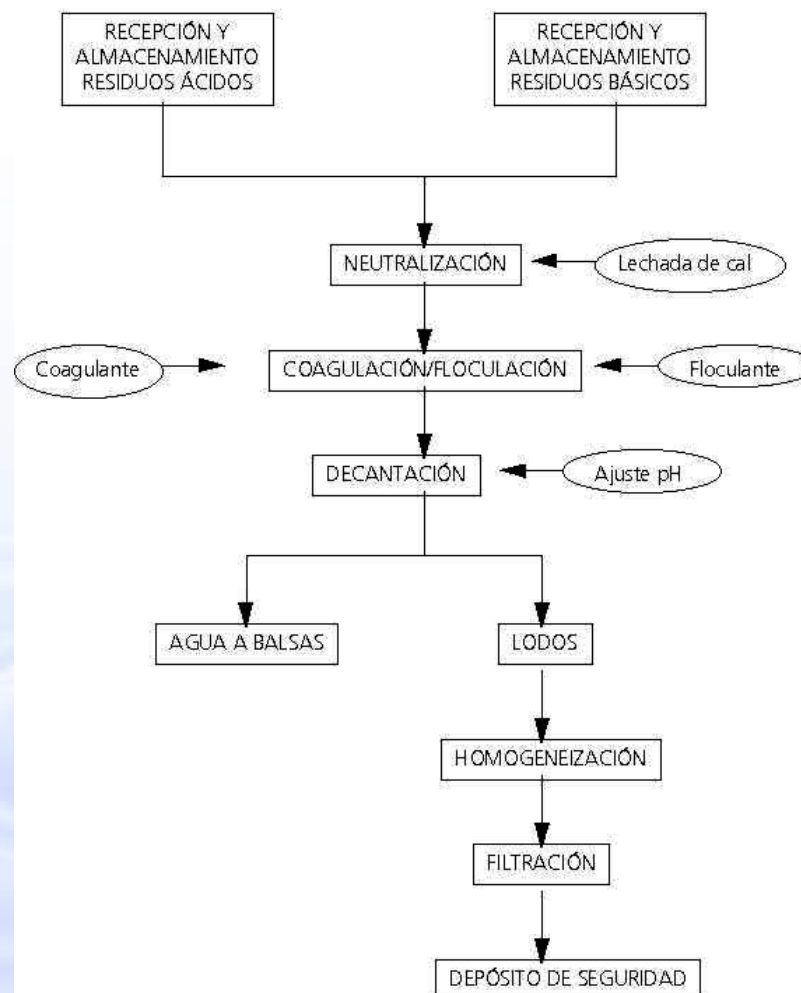 RECEPCIÓN Y
ALMACENAMIENTO
RESIDUOS ÁCIDOS
RECEPCIÓN Y
ALMACENAMIENTO
RESIDUOS BÁSICOS
NEUTRALIZACIÓN
Lechada de cal
Coagulante
COAGULACIÓN/FLOCULACIÓN
Floculante
DECANTACIÓN
Ajuste pH
AGUA A BALSAS
LODOS
HOMOGENEIZACIÓN
FILTRACIÓN
DEPÓSITO DE SEGURIDAD